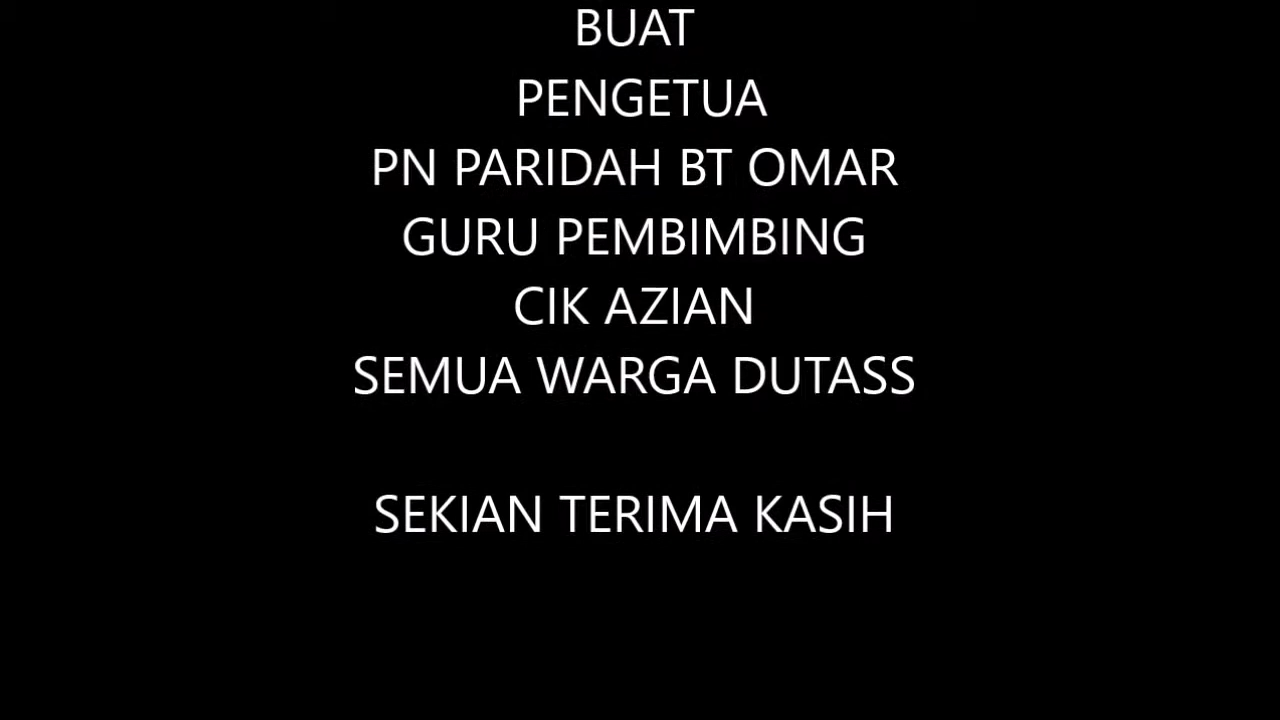 BUAT
PENGETUA
PN PARIDAH BT OMAR
GURU PEMBIMBING
CIK AZIAN
SEMUA WARGA DUTASS
SEKIAN TERIMA KASIH